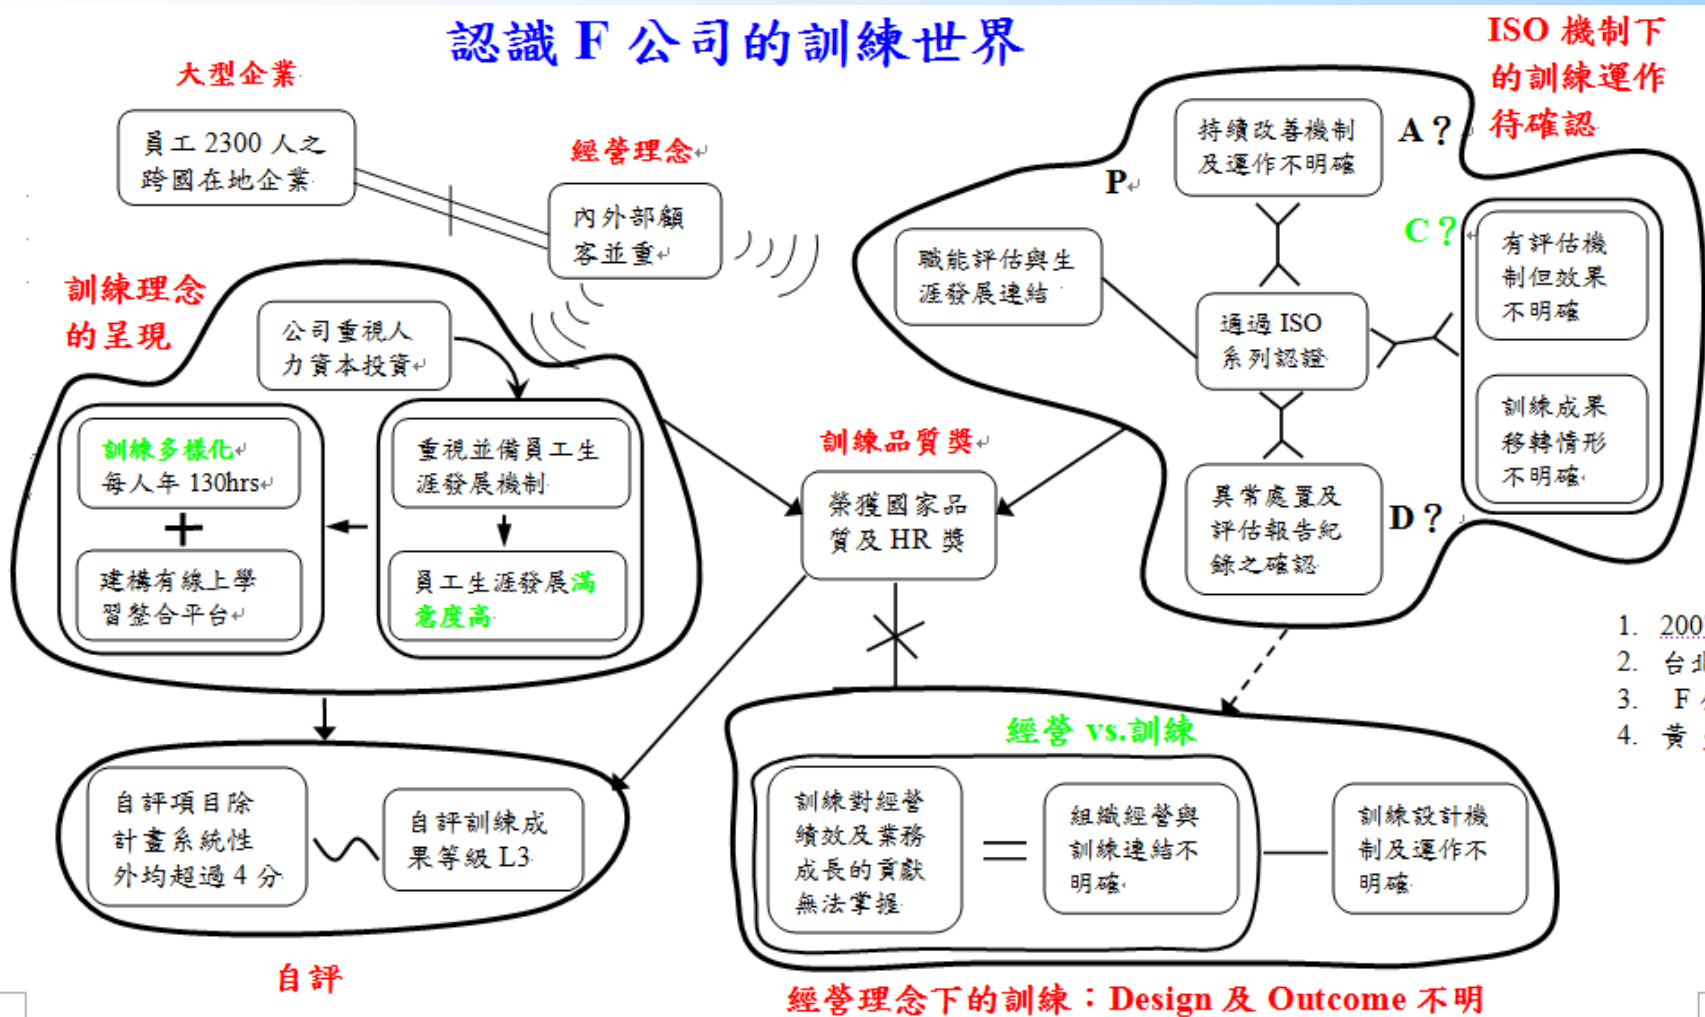 認識 F 公司的訓練世界
大型企業
員工 2300 人之
跨國在地企業
經營理念
內外部顧
客並重
ISO 機制下
的訓練運作
待確認
持續改善機制
及運作不明確
A？
P
職能評估與生
涯發展連結
C？
有評估機
制但效果
不明確
通過 ISO
系列認證
訓練成果
移轉情形
不明確
異常處置及
評估報告紀
錄之確認
D？
訓練理念
的呈現
公司重視人
力資本投資
訓練多樣化
每人年 130hrs
+
建構有線上學
習整合平台
重視並備員工生
涯發展機制
員工生涯發展滿
意度高
訓練品質獎
榮獲國家品
質及 HR 獎
1. 200
2. 台北
3. F
4. 黃
自評項目除
計畫系統性
外均超過 4 分
自評訓練成
果等級 L3
自評
經營 vs.訓練
訓練對經營
績效及業務
成長的貢獻
無法掌握
組織經營與
訓練連結不
明確
訓練設計機
制及運作不
明確
經營理念下的訓練：Design 及 Outcome 不明